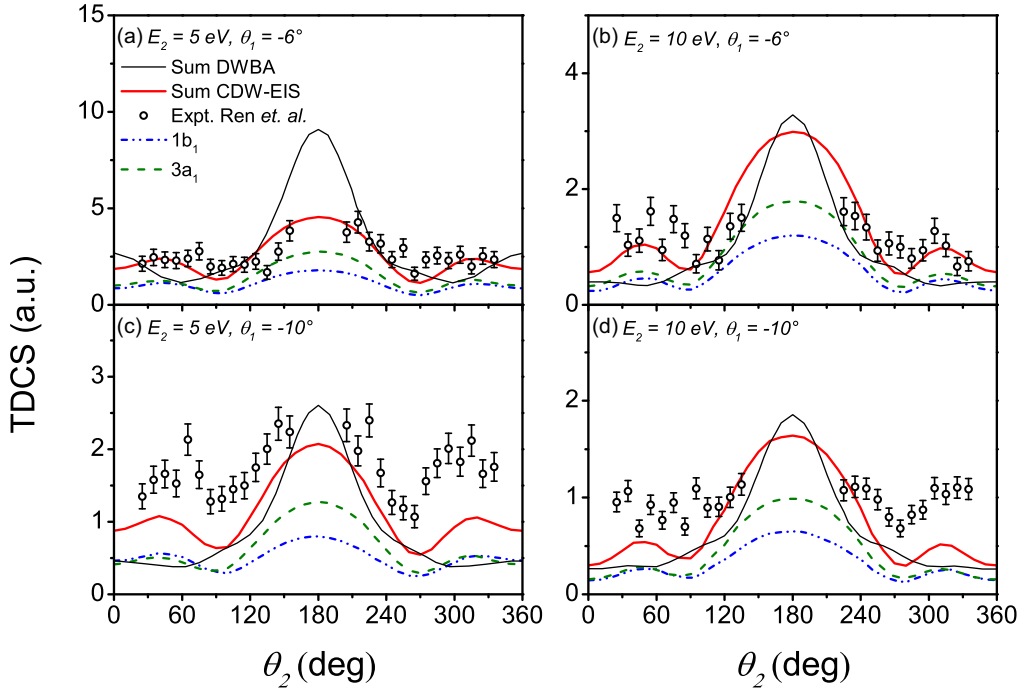 (a) E₂ = 5 eV, θ₁ = -6°
Sum DWBA
Sum CDW-EIS
Expt. Ren et. al.
1b₁
3a₁
15
10
5
0
(b) E₂ = 10 eV, θ₁ = -6°
4
2
0
(c) E₂ = 5 eV, θ₁ = -10°
3
2
1
0
0 60 120 180 240 300 360
(d) E₂ = 10 eV, θ₁ = -10°
2
1
0
0 60 120 180 240 300 360
TDCS (a.u.)
θ₂ (deg)
θ₂ (deg)